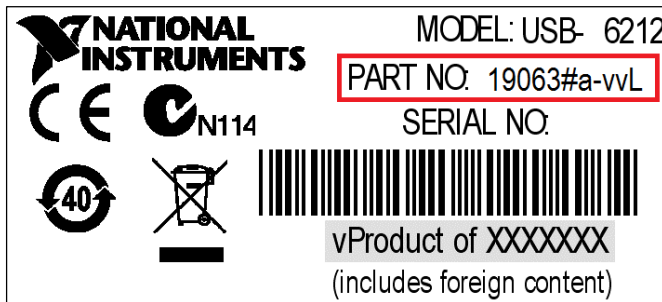 NATIONAL
INSTRUMENTS
MODEL: USB- 6212
PART NO: 19063#a-vvL
CE N114
SERIAL NO:
40
vProduct of XXXXXXX
(includes foreign content)